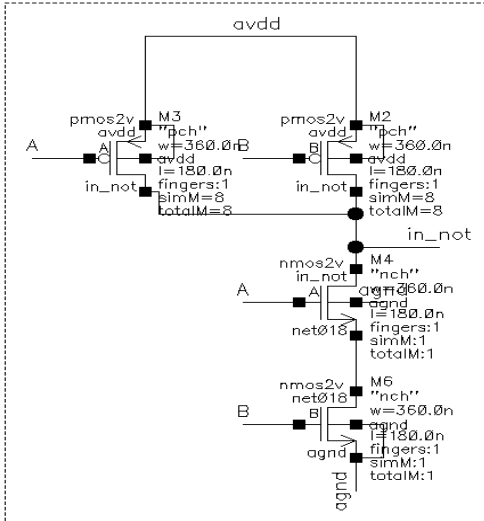 avdd
pmos2v M3
avdd "pch"
A A w=360.0n
avdd
l=180.0n
in_not fingers:1
simM=8
totalM=8
pmos2v M2
avdd "pch"
B B w=360.0n
avdd
l=180.0n
in_not fingers:1
simM=8
totalM=8
in_not
nmos2v M4
in_not "nch"
agnd w=360.0n
A A agnd
l=180.0n
net018 fingers:1
simM:1
totalM:1
nmos2v M6
net018 "nch"
w=360.0n
B B agnd
l=180.0n
agnd fingers:1
simM:1
totalM:1
agnd